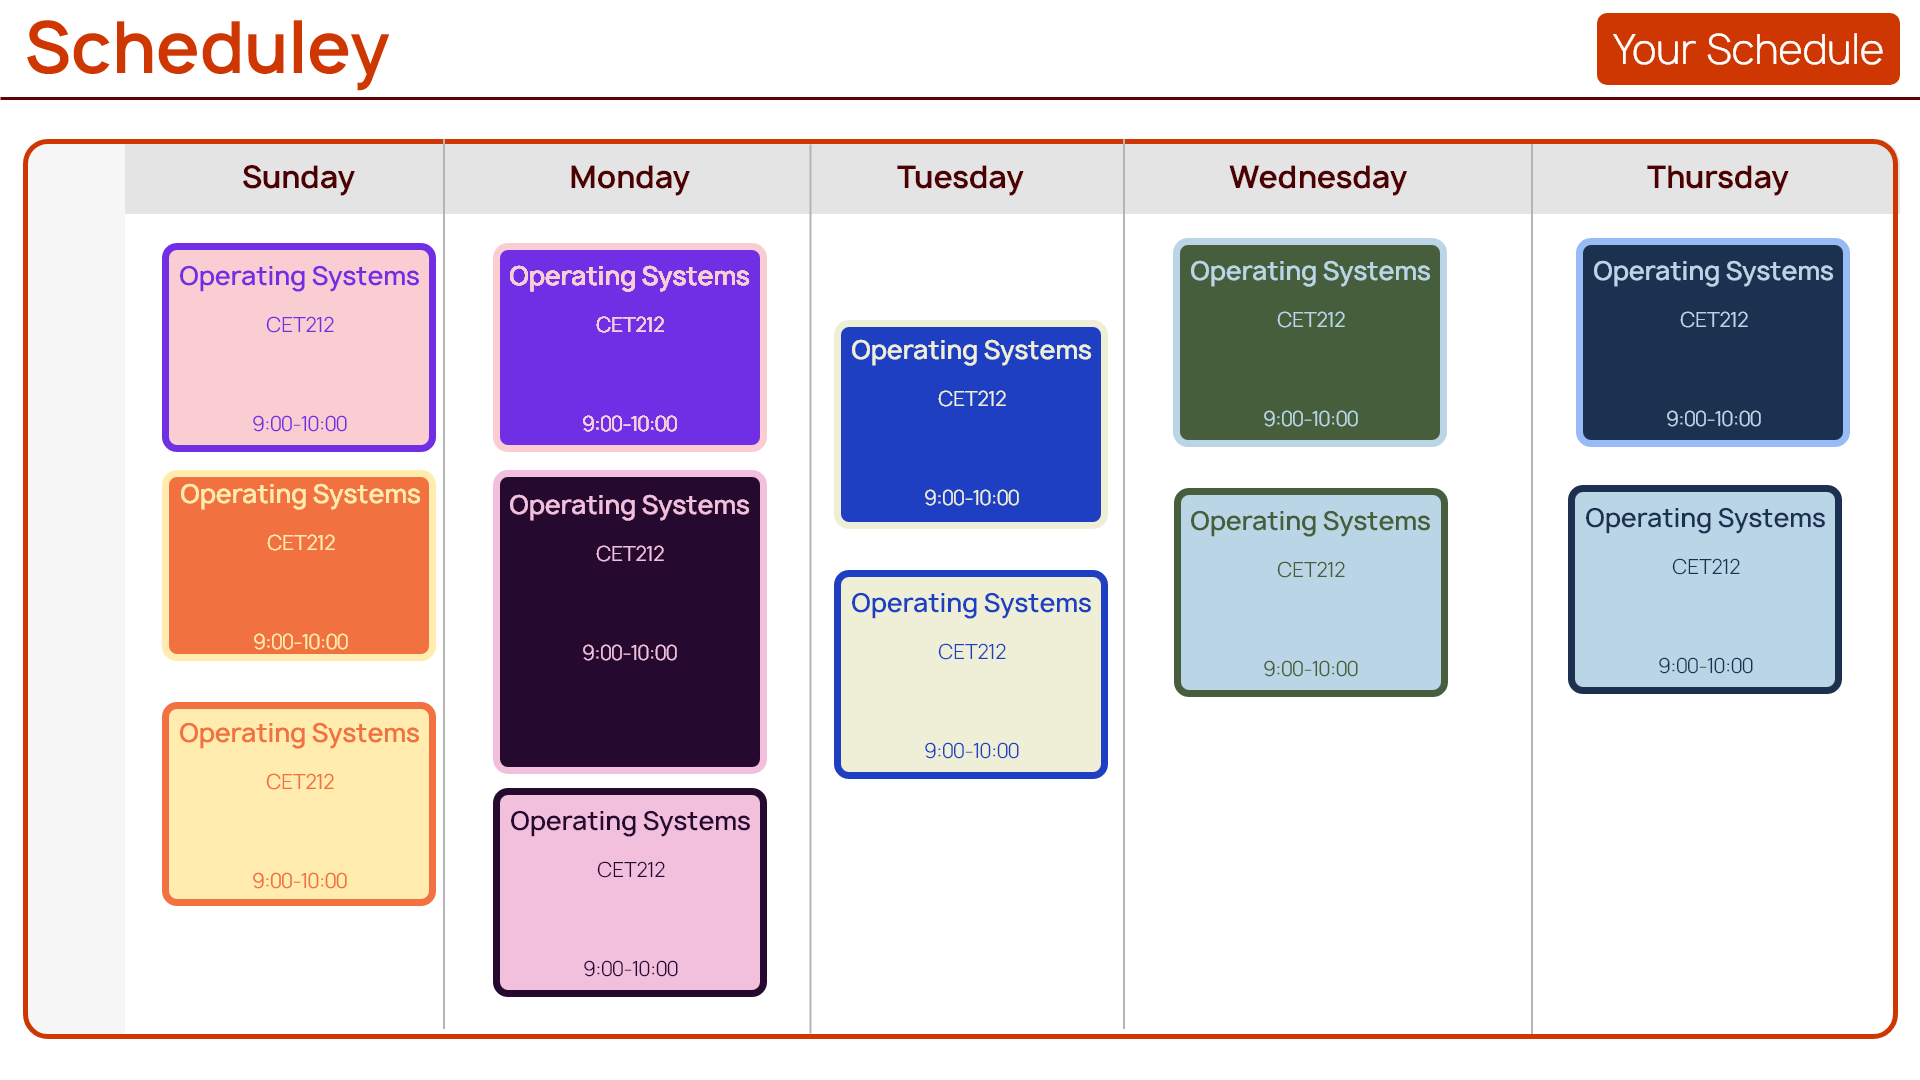 Scheduley
Your Schedule
Sunday
Monday
Tuesday
Wednesday
Thursday
Operating Systems
CET212
9:00-10:00
Operating Systems
CET212
9:00-10:00
Operating Systems
CET212
9:00-10:00
Operating Systems
CET212
9:00-10:00
Operating Systems
CET212
9:00-10:00
Operating Systems
CET212
9:00-10:00
Operating Systems
CET212
9:00-10:00
Operating Systems
CET212
9:00-10:00
Operating Systems
CET212
9:00-10:00
Operating Systems
CET212
9:00-10:00
Operating Systems
CET212
9:00-10:00
Operating Systems
CET212
9:00-10:00